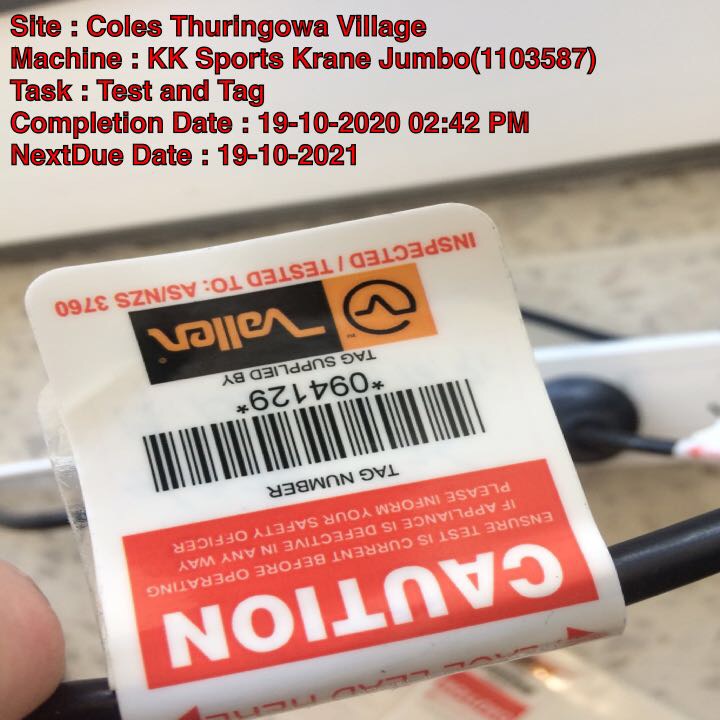 Site : Coles Thuringowa Village
Machine : KK Sports Krane Jumbo(1103587)
Task : Test and Tag
Completion Date : 19-10-2020 02:42 PM
NextDue Date : 19-10-2021
CAUTION
ENSURE TEST IS CURRENT BEFORE OPERATING
IF APPLIANCE IS DEFECTIVE IN ANY WAY
PLEASE INFORM YOUR SAFETY OFFICER
TAG NUMBER
*094129*
TAG SUPPLIED BY
Vallen
INSPECTED / TESTED TO: AS/NZS 3760
LEAD HERE